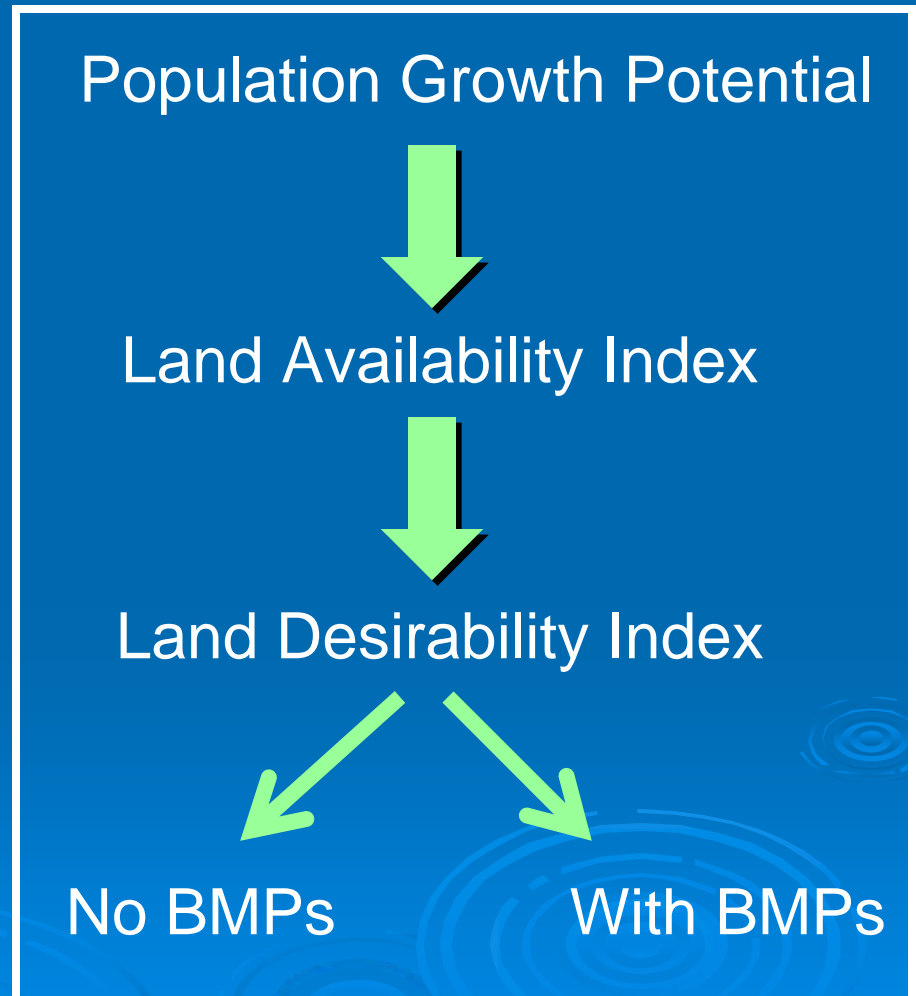 Population Growth Potential
Land Availability Index
Land Desirability Index
No BMPs
With BMPs